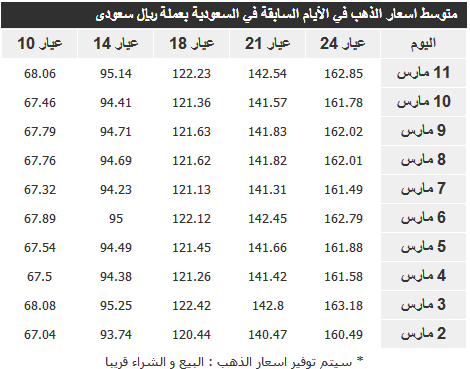 متوسط اسعار الذهب في الأيام السابقة في السعودية بعملة ريال سعودى
اليوم عيار 24 عيار 21 عيار 18 عيار 14 عيار 10
11 مارس 162.85 142.54 122.23 95.14 68.06
10 مارس 161.78 141.57 121.36 94.41 67.46
9 مارس 162.02 141.83 121.63 94.71 67.79
8 مارس 162.01 141.82 121.62 94.69 67.76
7 مارس 161.49 141.31 121.13 94.23 67.32
6 مارس 162.79 142.45 122.12 95 67.89
5 مارس 161.88 141.66 121.45 94.49 67.54
4 مارس 161.58 141.42 121.26 94.38 67.5
3 مارس 163.18 142.8 122.42 95.25 68.08
2 مارس 160.49 140.47 120.44 93.74 67.04
* سيتم توفير اسعار الذهب : البيع و الشراء قريبا